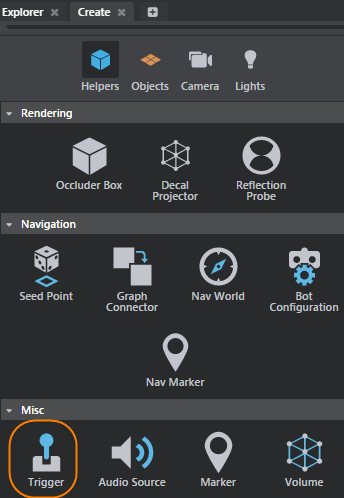 Explorer
Create
Helpers
Objects
Camera
Lights
Rendering
Occluder Box
Decal
Projector
Reflection
Probe
Navigation
Seed Point
Graph
Connector
Nav World
Bot
Configuration
Nav Marker
Misc
Trigger
Audio Source
Marker
Volume